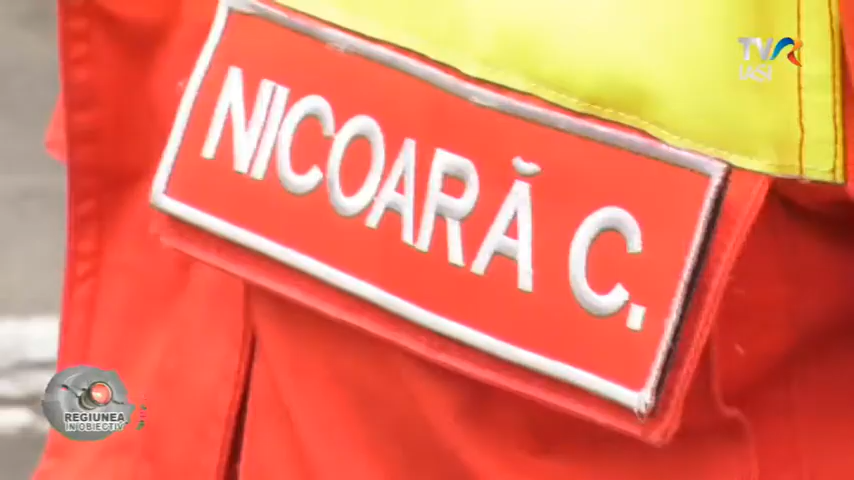 TVR
IAȘI
NICOARĂ C.
REGIUNEA
ÎN OBIECTIV